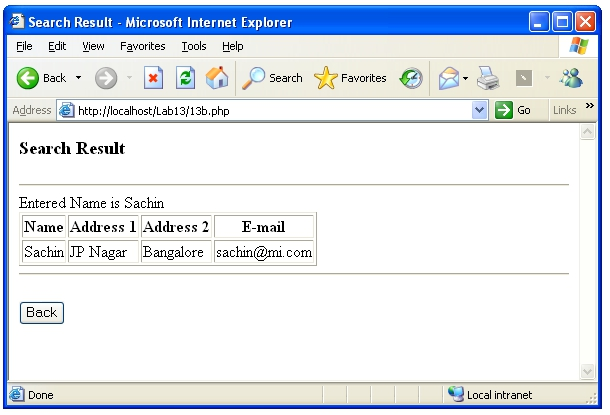 Search Result - Microsoft Internet Explorer
File Edit View Favorites Tools Help
Back Search Favorites
Address http://localhost/Lab13/13b.php Go Links »
Search Result
Entered Name is Sachin
Name Address 1 Address 2 E-mail
Sachin JP Nagar Bangalore sachin@mi.com
Back
Done Local intranet